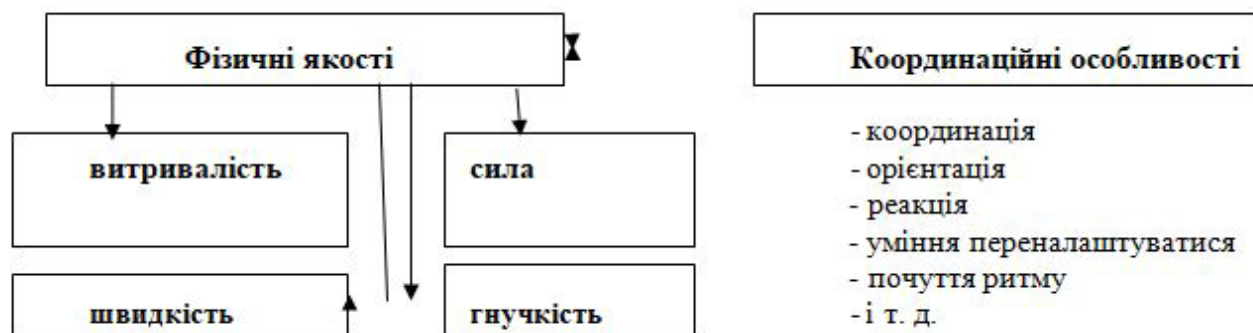 Фізичні якості
витривалість
сила
швидкість
гнучкість
Координаційні особливості
- координація
- орієнтація
- реакція
- уміння переналаштуватися
- почуття ритму
- і т. д.